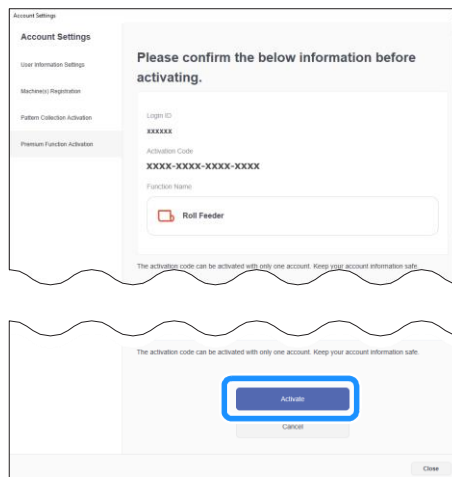 Account Settings
Account Settings
User Information Settings
Machine(s) Registration
Pattern Collection Activation
Premium Function Activation
Please confirm the below information before
activating.
Login ID
xxxxxx
Activation Code
xxxx-xxxx-xxxx-xxxx
Function Name
Roll Feeder
The activation code can be activated with only one account. Keep your account information safe.
The activation code can be activated with only one account. Keep your account information safe.
Activate
Cancel
Close